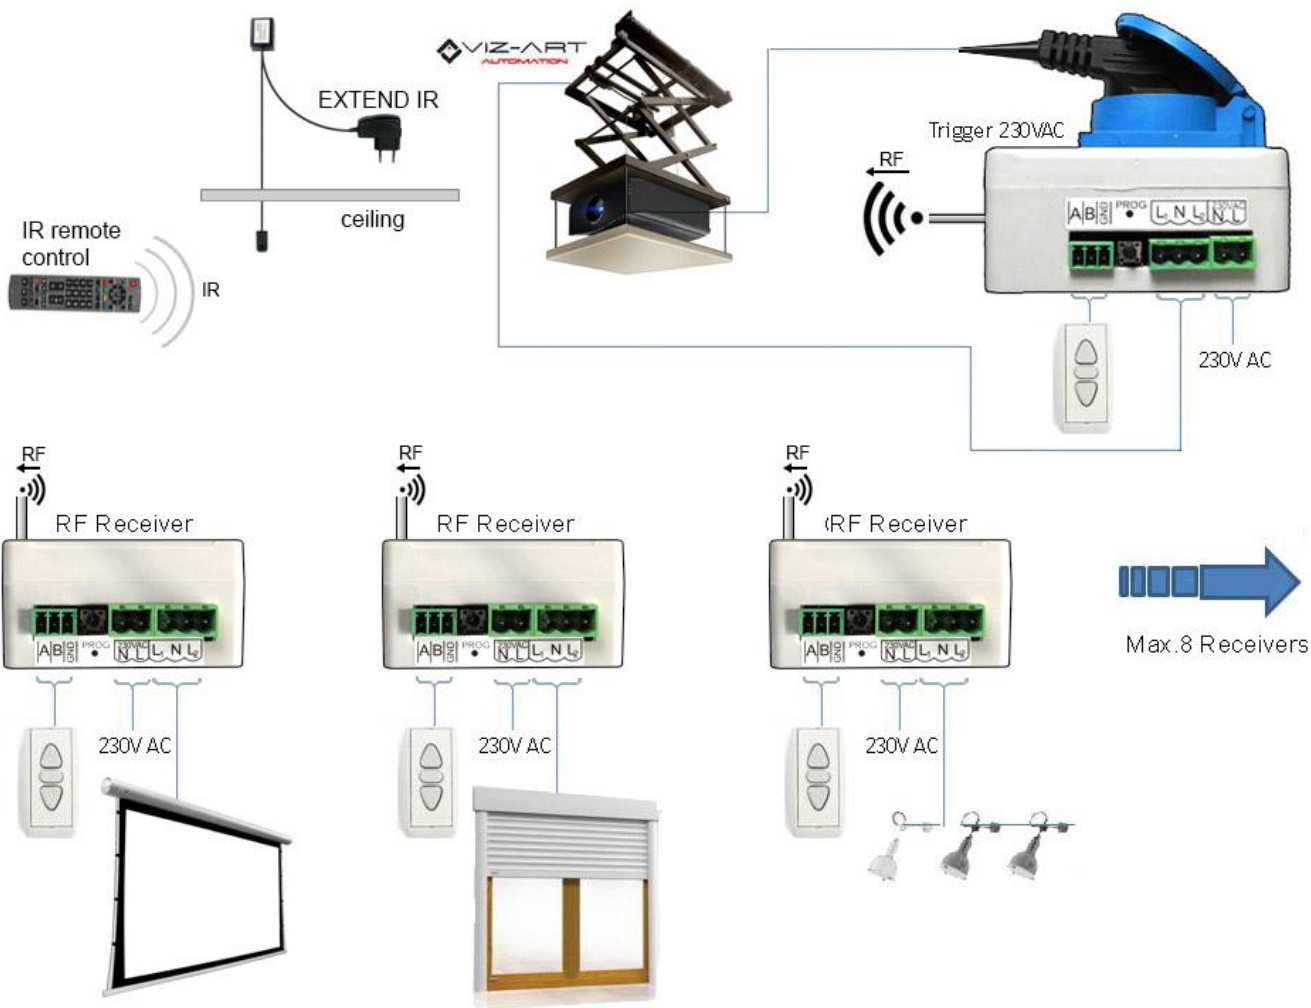 VIZ-ART
AUTOMATION
EXTEND IR
ceiling
IR remote
control
IR
Trigger 230VAC
RF
A B GND PROG L1 N L2 230VAC
N L
230V AC
RF
RF Receiver
A B GND PROG 230VAC
N L L1 N L2
230V AC
RF
RF Receiver
A B GND PROG 230VAC
N L L1 N L2
230V AC
RF
(RF Receiver
A B GND PROG 230VAC
N L L1 N L2
230V AC
Max.8 Receivers